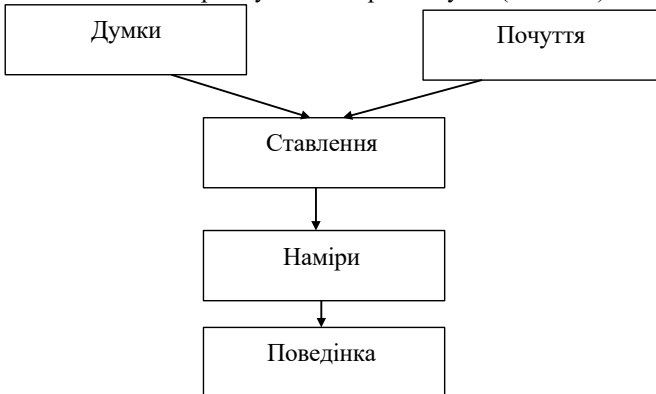 Думки
Почуття
Ставлення
Наміри
Поведінка